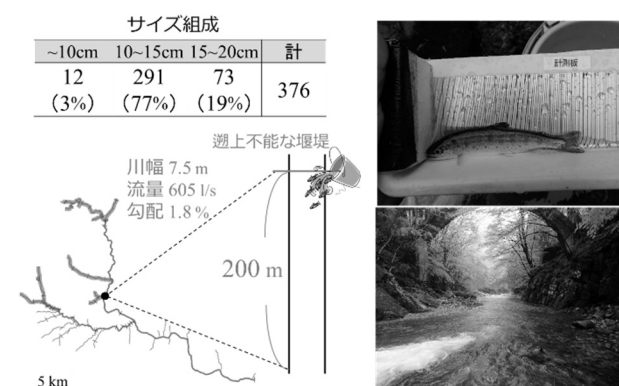 サイズ組成
~10cm 10~15cm 15~20cm 計
12 291 73 376
(3%) (77%) (19%)
遡上不能な堰堤
川幅 7.5 m
流量 605 l/s
勾配 1.8 %
200 m
5 km
計測板